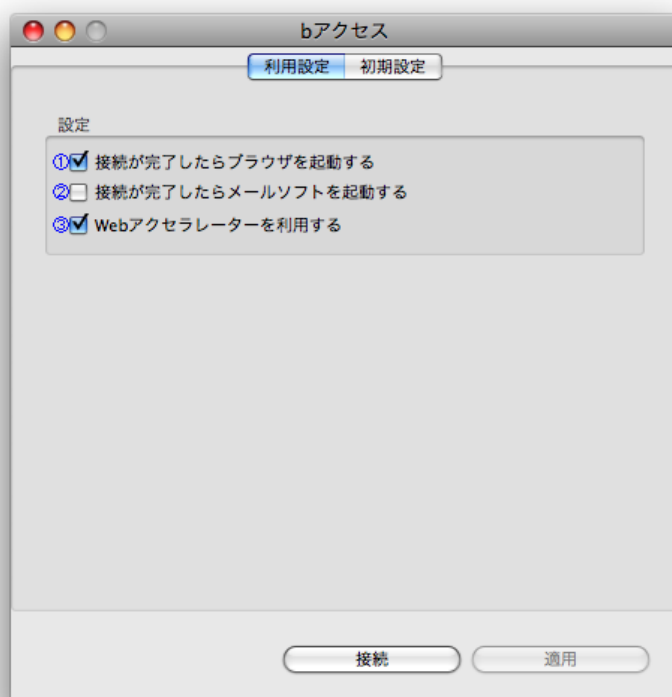 bアクセス
利用設定 初期設定
設定
①接続が完了したらブラウザを起動する
②接続が完了したらメールソフトを起動する
③Webアクセラレーターを利用する
接続 適用